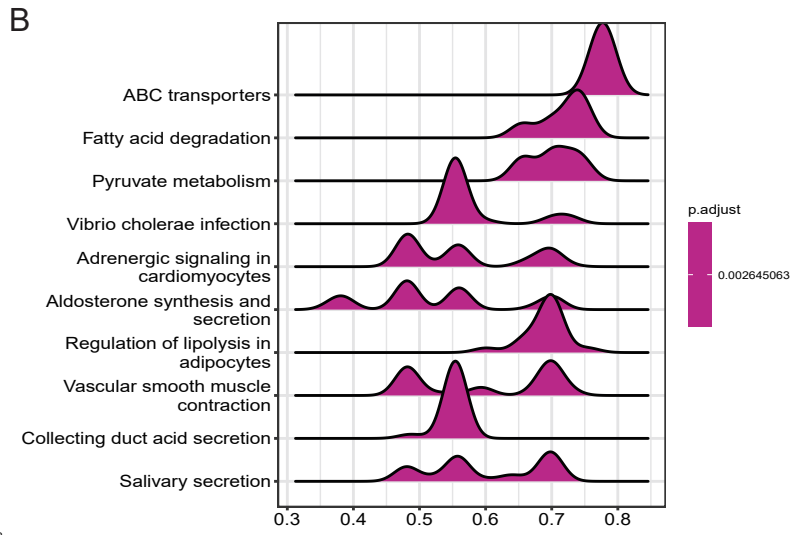 B
ABC transporters
Fatty acid degradation
Pyruvate metabolism
Vibrio cholerae infection
Adrenergic signaling in
cardiomyocytes
Aldosterone synthesis and
secretion
Regulation of lipolysis in
adipocytes
Vascular smooth muscle
contraction
Collecting duct acid secretion
Salivary secretion
0.3 0.4 0.5 0.6 0.7 0.8
p.adjust
0.002645063